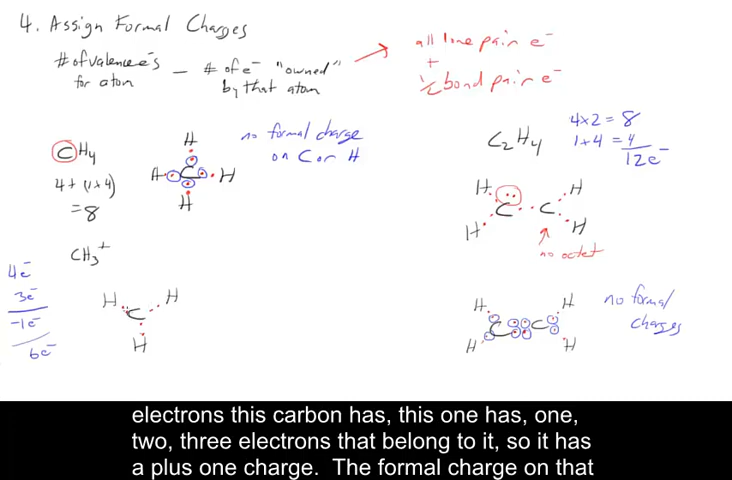 4. Assign Formal Charges
# of valence e⁻s
for atom
—
# of e⁻ "owned"
by that atom
all lone pair e⁻
+
1/2 bond pair e⁻
CH₄
4 + (1×4)
= 8
H
H C H
H
no formal charge
on C or H
C₂H₄
4×2 = 8
1×4 = 4
12e⁻
H H
C C
H H
no octet
CH₃⁺
4e⁻
3e⁻
-1e⁻
6e⁻
H H
C
H
H H
C C
H H
no formal
charges
electrons this carbon has, this one has, one,
two, three electrons that belong to it, so it has
a plus one charge. The formal charge on that